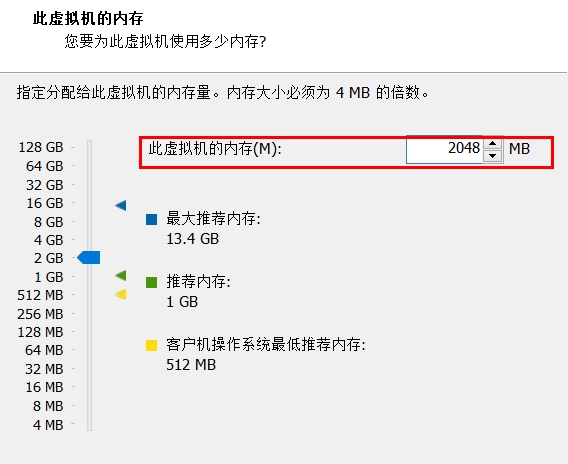 此虚拟机的内存
您要为此虚拟机使用多少内存?
指定分配给此虚拟机的内存量。内存大小必须为 4 MB 的倍数。
128 GB
64 GB
32 GB
16 GB
8 GB
4 GB
2 GB
1 GB
512 MB
256 MB
128 MB
64 MB
32 MB
16 MB
8 MB
4 MB
此虚拟机的内存(M): 2048 MB
最大推荐内存:
13.4 GB
推荐内存:
1 GB
客户机操作系统最低推荐内存:
512 MB